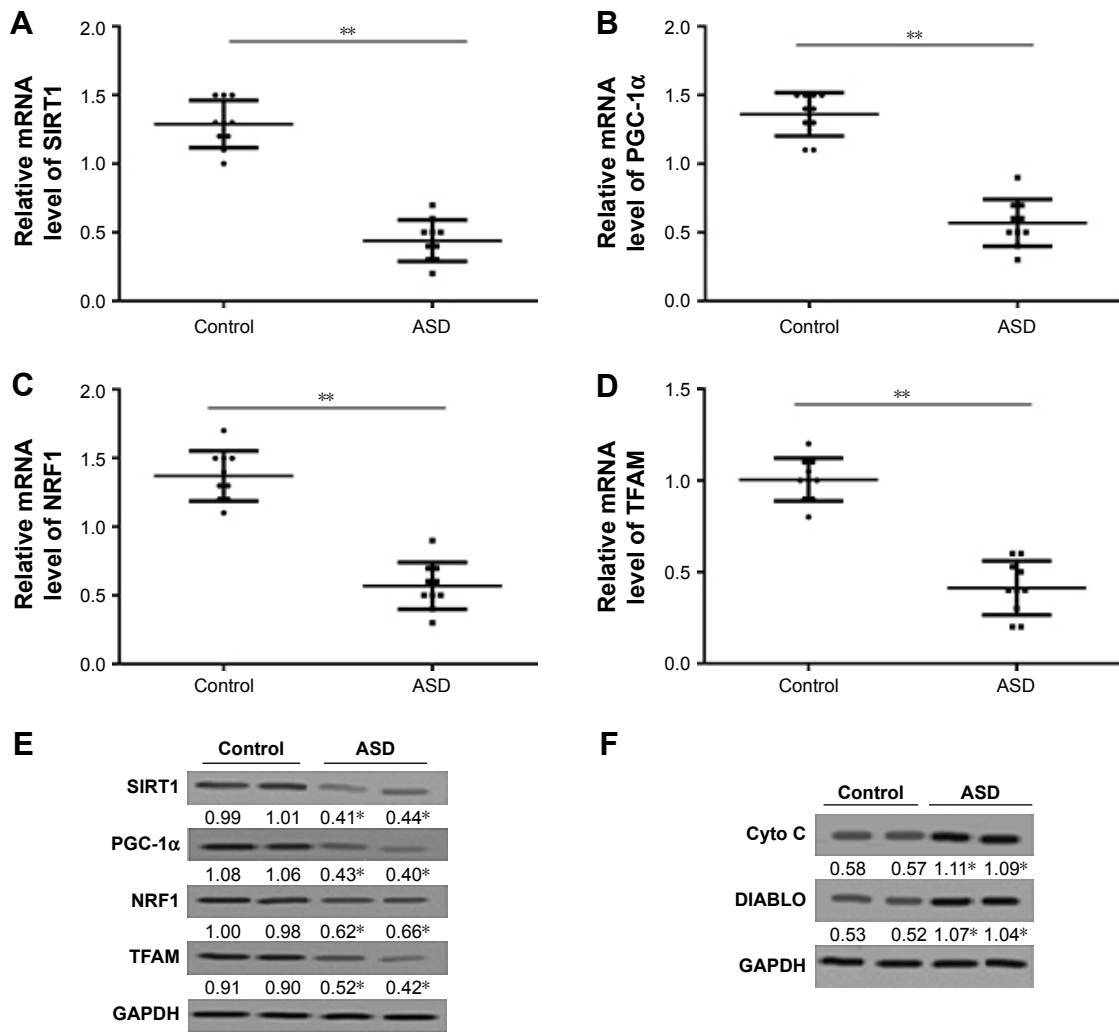 A
Relative mRNA
level of SIRT1
2.0
1.5
1.0
0.5
0.0
**
Control
ASD
B
Relative mRNA
level of PGC-1α
2.0
1.5
1.0
0.5
0.0
**
Control
ASD
C
Relative mRNA
level of NRF1
2.0
1.5
1.0
0.5
0.0
**
Control
ASD
D
Relative mRNA
level of TFAM
1.5
1.0
0.5
0.0
**
Control
ASD
E
Control ASD
SIRT1
0.99 1.01 0.41* 0.44*
PGC-1α
1.08 1.06 0.43* 0.40*
NRF1
1.00 0.98 0.62* 0.66*
TFAM
0.91 0.90 0.52* 0.42*
GAPDH
F
Control ASD
Cyto C
0.58 0.57 1.11* 1.09*
DIABLO
0.53 0.52 1.07* 1.04*
GAPDH